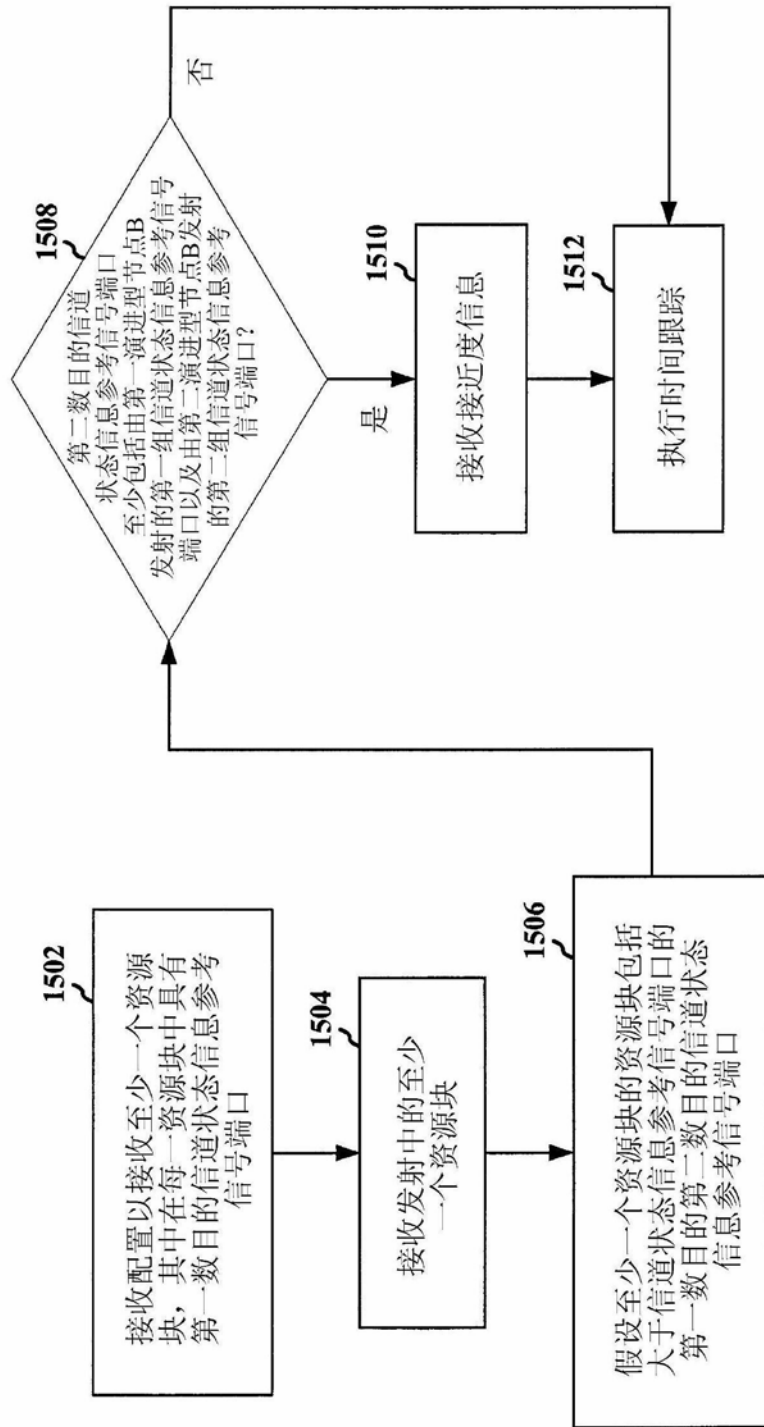 1502
接收配置以接收至少一个资源
块，其中在每一资源块中具有
第一数目的信道状态信息参考
信号端口
1504
接收发射中的至少
一个资源块
1506
假设至少一个资源块的资源块包括
大于信道状态信息参考信号端口的
第一数目的第二数目的信道状态
信息参考信号端口
1508
第二数目的信道
状态信息参考信号端口
至少包括由第一演进型节点B
发射的第一组信道状态信息参考信号
端口以及由第二演进型节点B发射
的第二组信道状态信息参考
信号端口？
否
是
1510
接收接近度信息
1512
执行时间跟踪